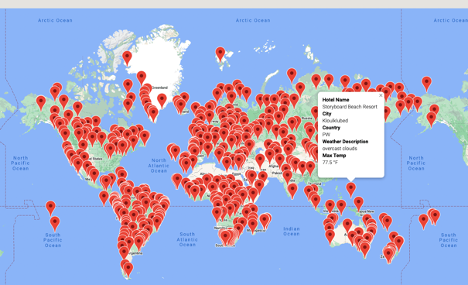 Arctic Ocean
Arctic Ocean
Greenland
Hotel Name
Storyboard Beach Resort
City
Klouklubed
Country
PW
Weather Description
overcast clouds
Max Temp
77.5 °F
North
Pacific
Ocean
North
Atlantic
Ocean
North
Pacific
Ocean
South
Pacific
Ocean
South
Atlantic
Ocean
Indian
Ocean
South
Pacific
Ocean